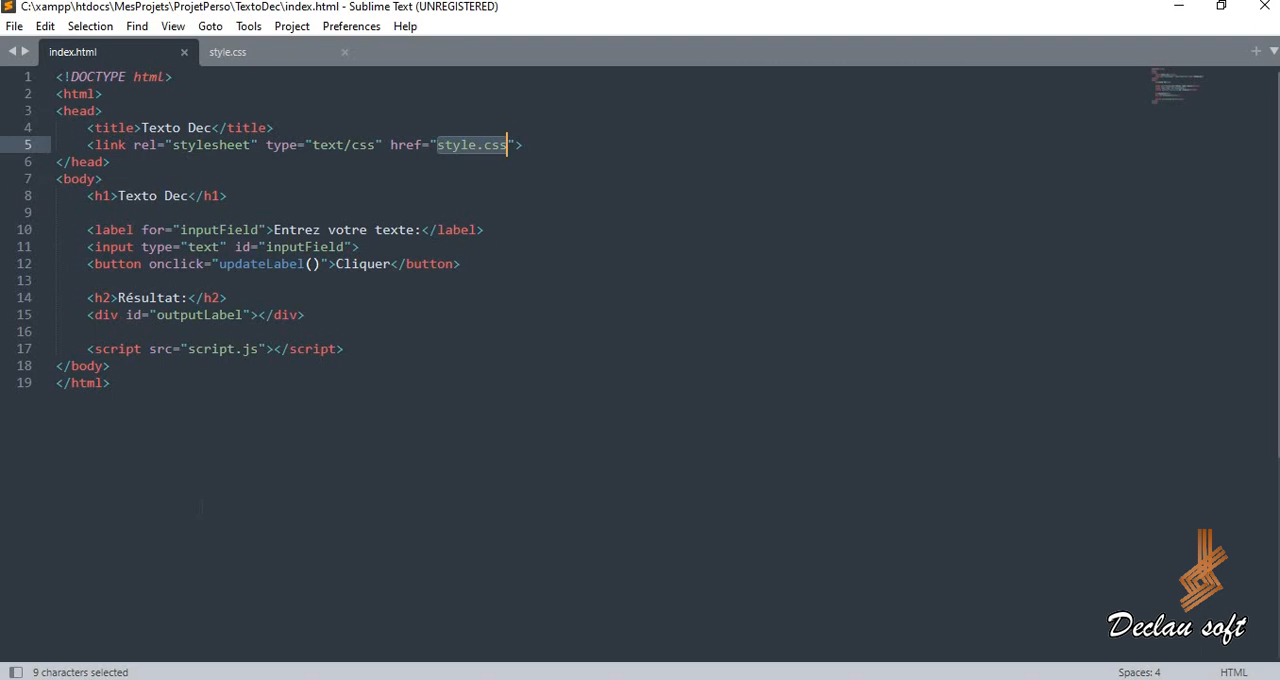 C:\xampp\htdocs\MesProjets\ProjetPerso\TextoDec\index.html - Sublime Text (UNREGISTERED)
File Edit Selection Find View Goto Tools Project Preferences Help
index.html style.css
1 <!DOCTYPE html>
2 <html>
3 <head>
4 <title>Texto Dec</title>
5 <link rel="stylesheet" type="text/css" href="style.css">
6 </head>
7 <body>
8 <h1>Texto Dec</h1>
9
10 <label for="inputField">Entrez votre texte:</label>
11 <input type="text" id="inputField">
12 <button onclick="updateLabel()">Cliquer</button>
13
14 <h2>Résultat:</h2>
15 <div id="outputLabel"></div>
16
17 <script src="script.js"></script>
18 </body>
19 </html>
Declau soft
9 characters selected Spaces: 4 HTML